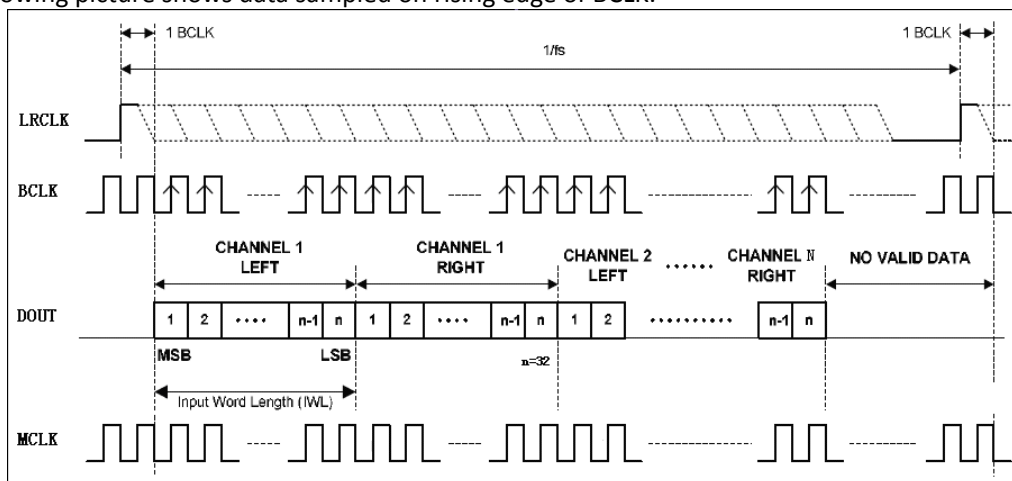 owing picture shows data sampled on rising edge of BCLK.
1 BCLK 1 BCLK
1/fs
LRCLK
BCLK
CHANNEL 1 LEFT CHANNEL 1 RIGHT CHANNEL 2 LEFT ...... CHANNEL N RIGHT NO VALID DATA
DOUT 1 2 .... n-1 n 1 2 .... n-1 n 1 2 .......... n-1 n
MSB LSB n=32
Input Word Length (IWL)
MCLK